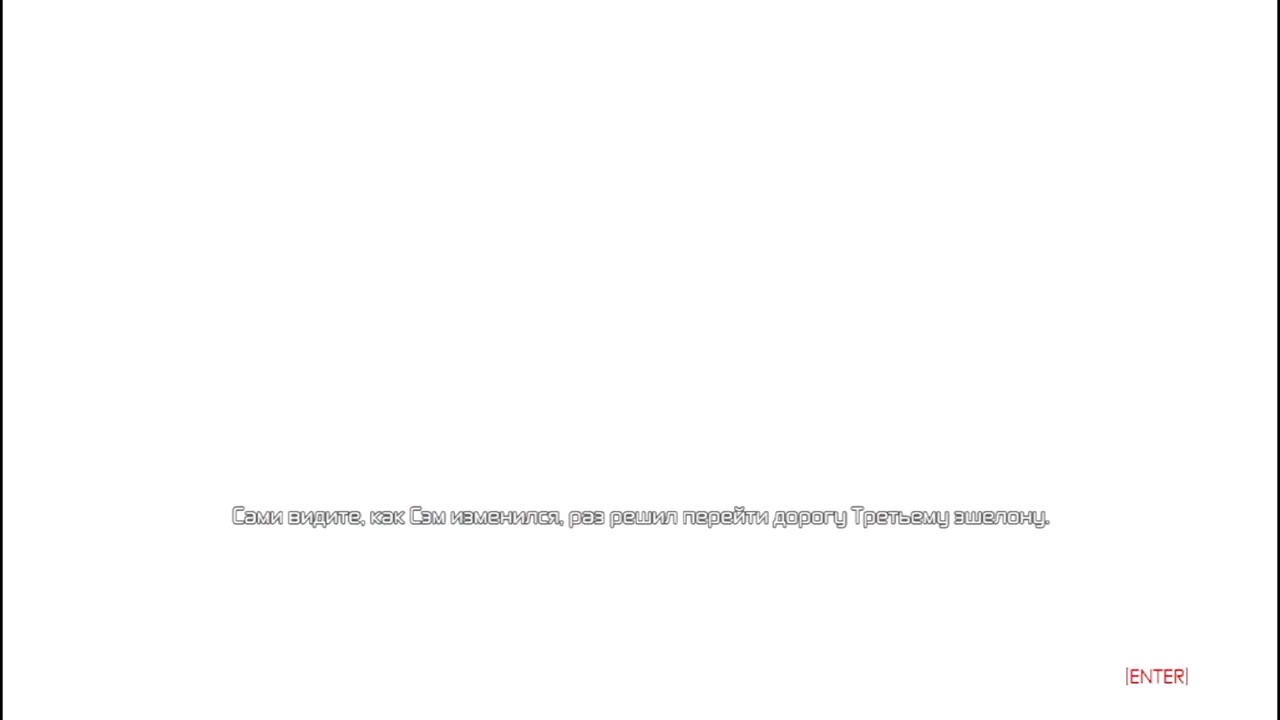 Сами видите, как Сэм изменился, раз решил перейти дорогу Третьему эшелону.
[ENTER]